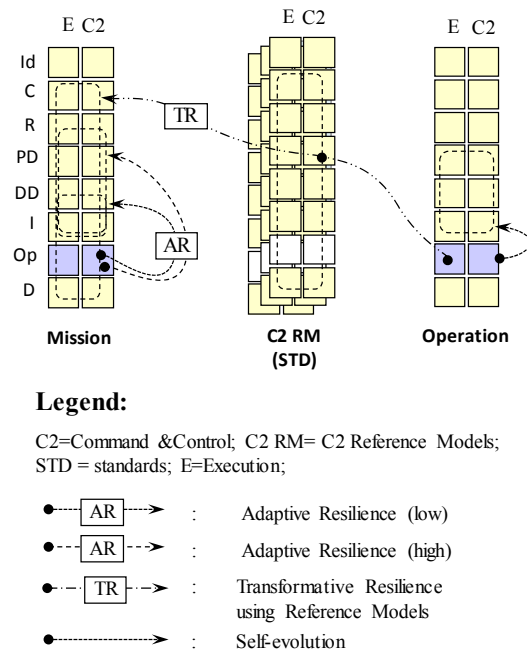 E C2
E C2
E C2
Id
C
R
PD
DD
I
Op
D
TR
AR
Mission
C2 RM
(STD)
Operation
Legend:
C2=Command &Control; C2 RM= C2 Reference Models;
STD = standards; E=Execution;
AR : Adaptive Resilience (low)
AR : Adaptive Resilience (high)
TR : Transformative Resilience
using Reference Models
: Self-evolution